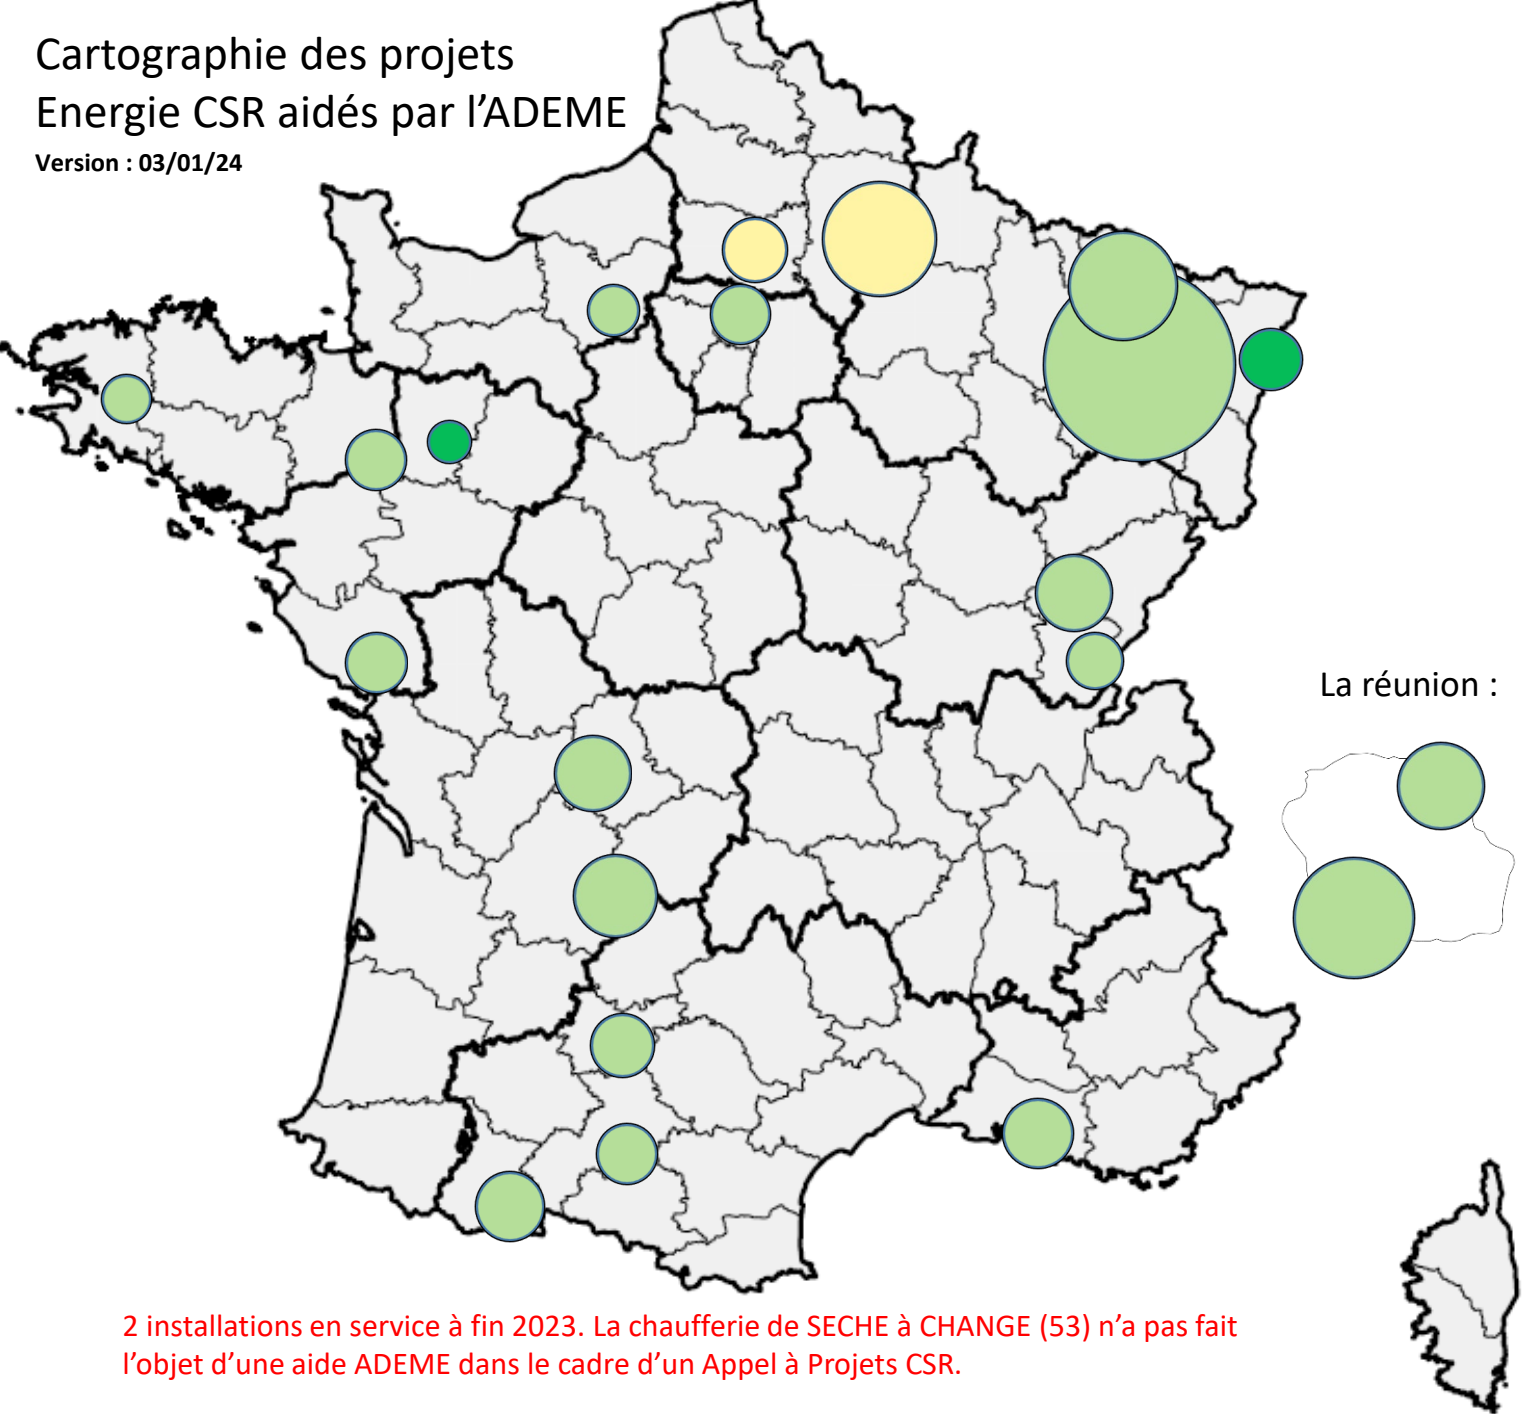 Cartographie des projets
Energie CSR aidés par l’ADEME
Version : 03/01/24
La réunion :
2 installations en service à fin 2023. La chaufferie de SECHE à CHANGE (53) n’a pas fait
l’objet d’une aide ADEME dans le cadre d’un Appel à Projets CSR.